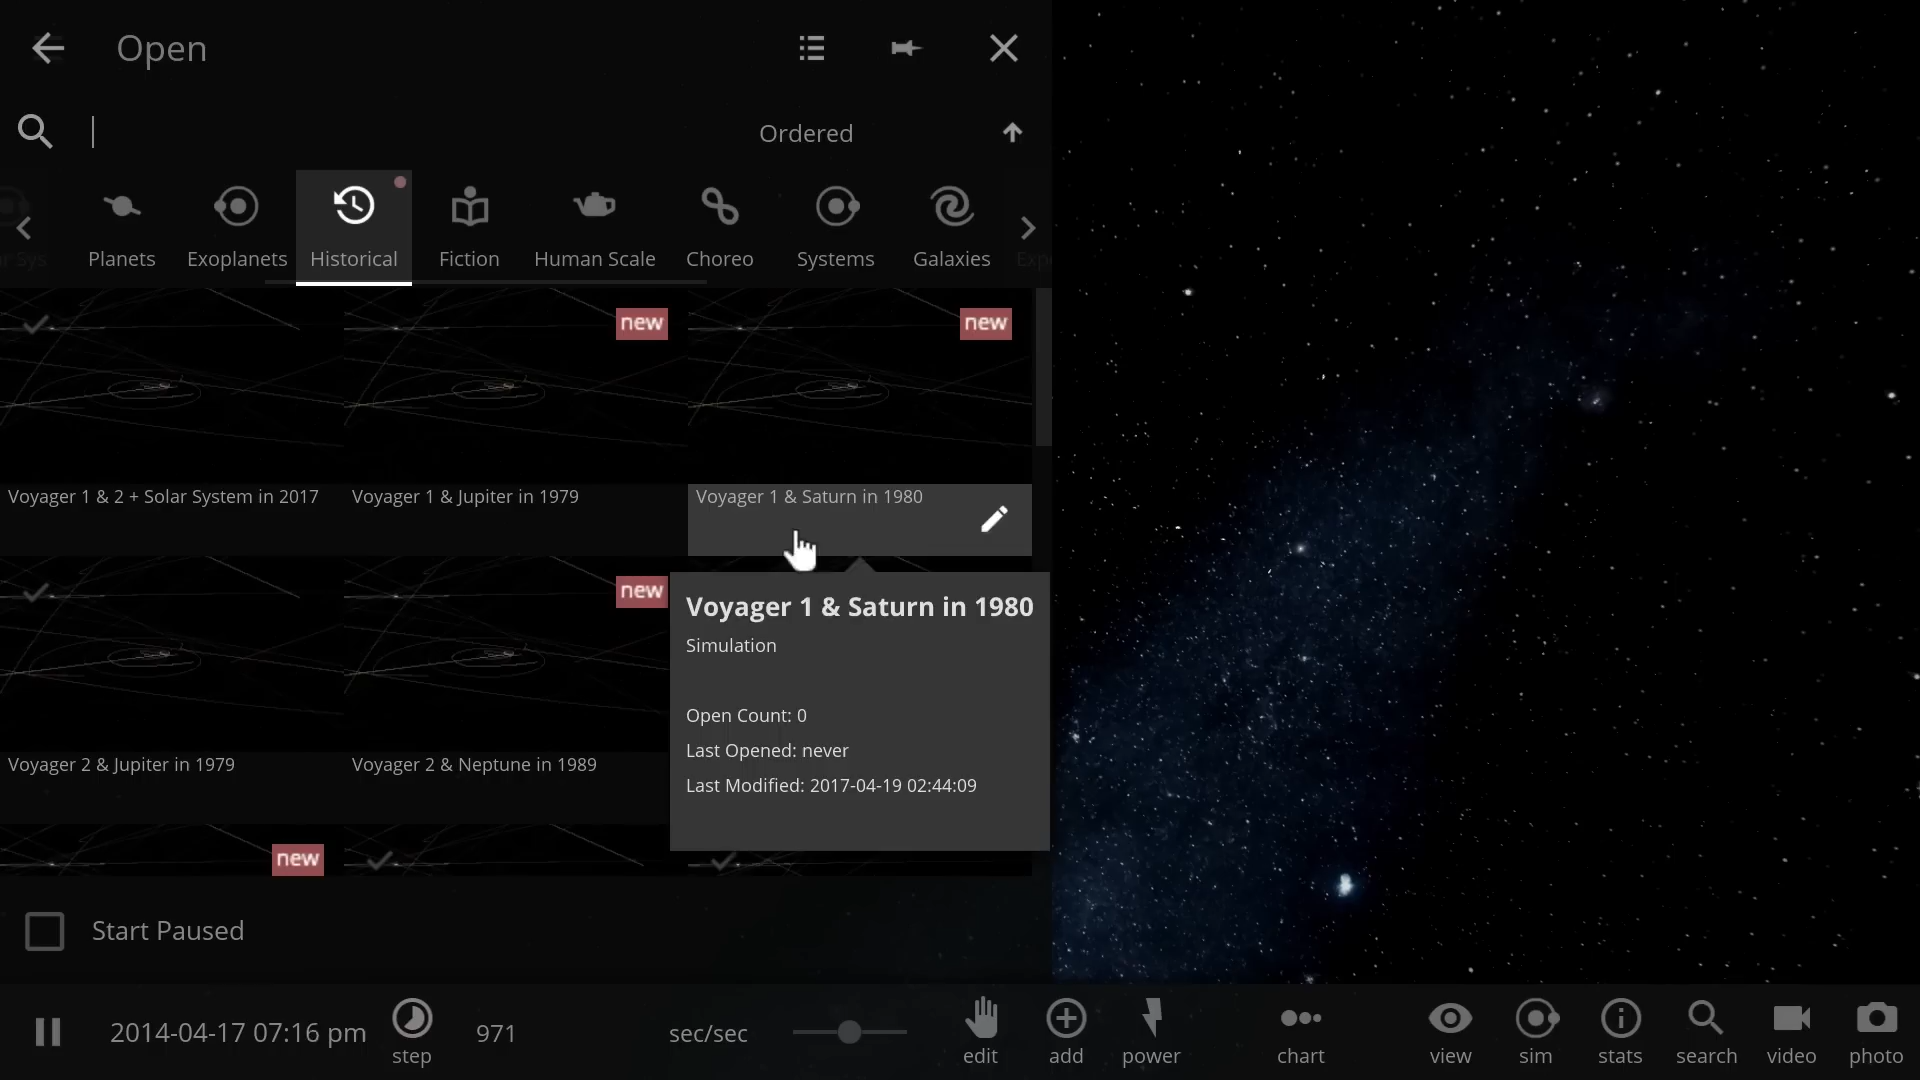 Open
Ordered
Planets
Exoplanets
Historical
Fiction
Human Scale
Choreo
Systems
Galaxies
new
new
Voyager 1 & 2 + Solar System in 2017
Voyager 1 & Jupiter in 1979
Voyager 1 & Saturn in 1980
new
Voyager 1 & Saturn in 1980
Simulation
Open Count: 0
Last Opened: never
Last Modified: 2017-04-19 02:44:09
Voyager 2 & Jupiter in 1979
Voyager 2 & Neptune in 1989
new
Start Paused
2014-04-17 07:16 pm
step
971
sec/sec
edit
add
power
chart
view
sim
stats
search
video
photo